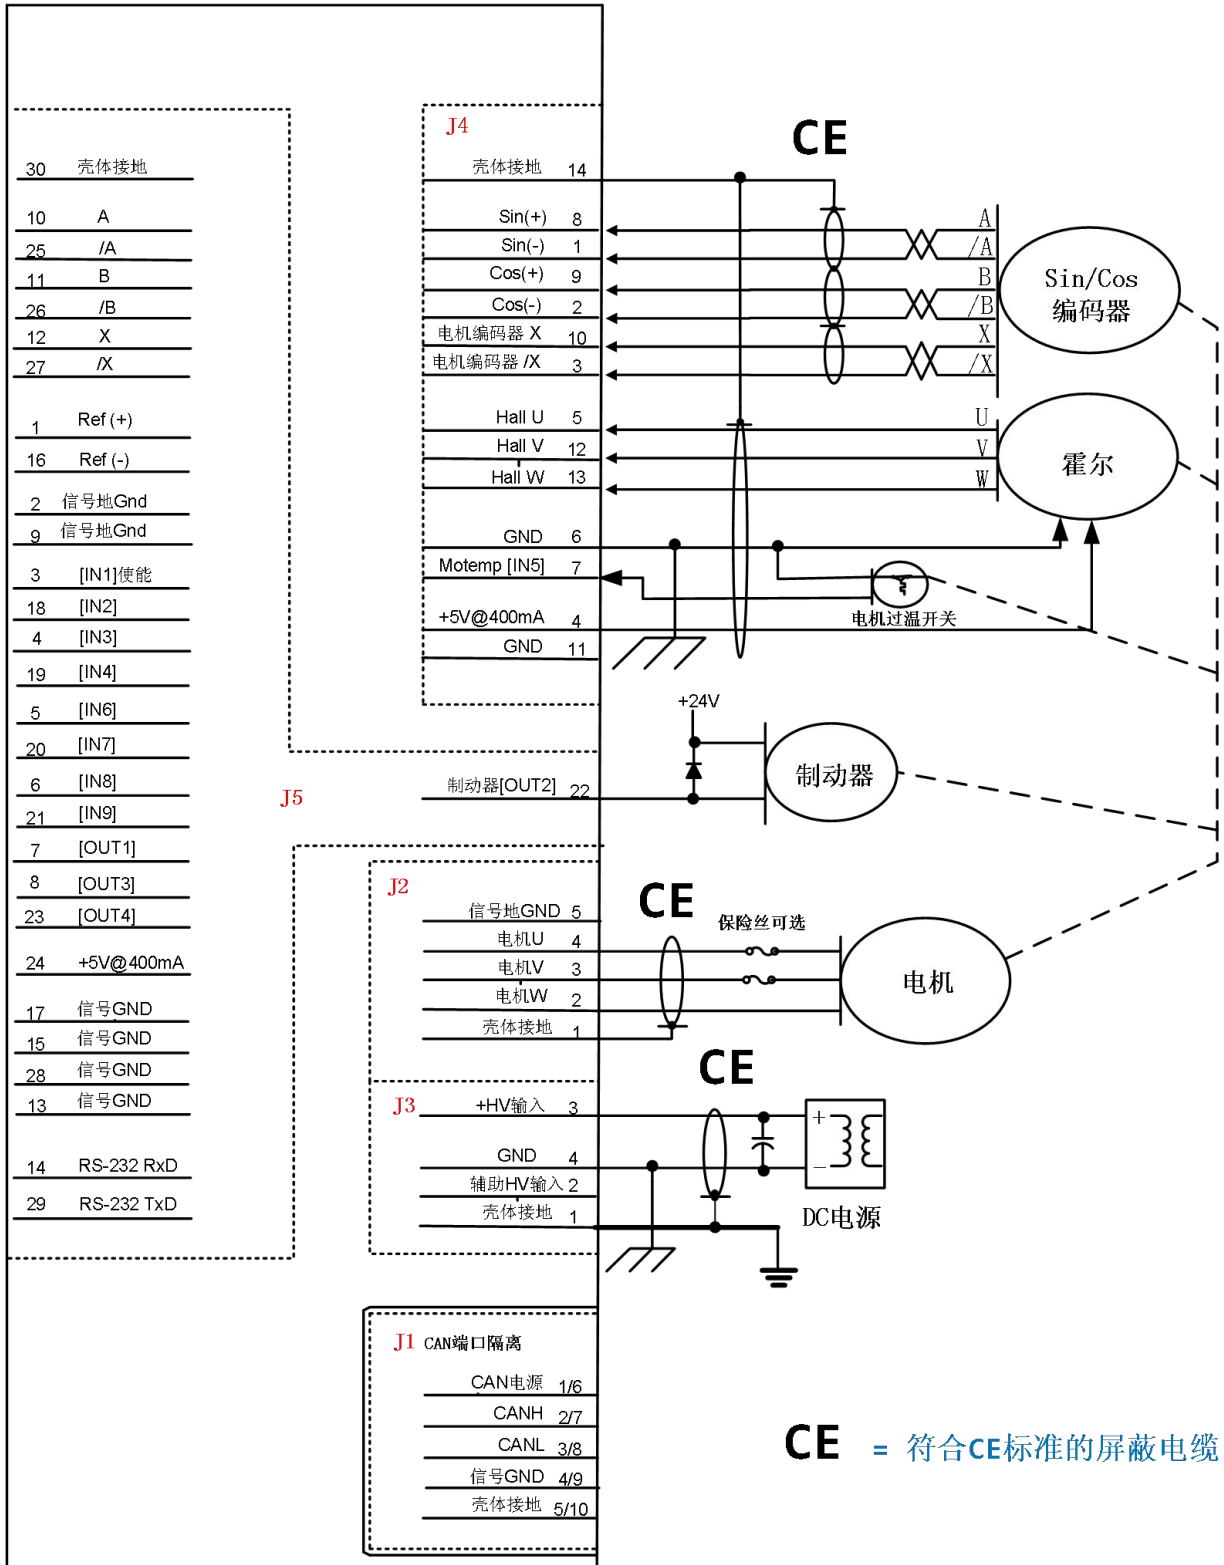 30 壳体接地
10 A
25 /A
11 B
26 /B
12 X
27 /X
1 Ref (+)
16 Ref (-)
2 信号地Gnd
9 信号地Gnd
3 [IN1]使能
18 [IN2]
4 [IN3]
19 [IN4]
5 [IN6]
20 [IN7]
6 [IN8]
21 [IN9]
7 [OUT1]
8 [OUT3]
23 [OUT4]
24 +5V@400mA
17 信号GND
15 信号GND
28 信号GND
13 信号GND
14 RS-232 RxD
29 RS-232 TxD
J5
制动器[OUT2] 22
J4
壳体接地 14
Sin(+) 8
Sin(-) 1
Cos(+) 9
Cos(-) 2
电机编码器 X 10
电机编码器 /X 3
Hall U 5
Hall V 12
Hall W 13
GND 6
Motemp [IN5] 7
+5V@400mA 4
GND 11
CE
A
/A
B
/B
X
/X
Sin/Cos
编码器
U
V
W
霍尔
电机过温开关
+24V
制动器
J2
信号地GND 5
电机U 4
电机V 3
电机W 2
壳体接地 1
CE
保险丝可选
电机
J3
+HV输入 3
GND 4
辅助HV输入 2
壳体接地 1
CE
+
−
DC电源
J1 CAN端口隔离
CAN电源 1/6
CANH 2/7
CANL 3/8
信号GND 4/9
壳体接地 5/10
CE = 符合CE标准的屏蔽电缆